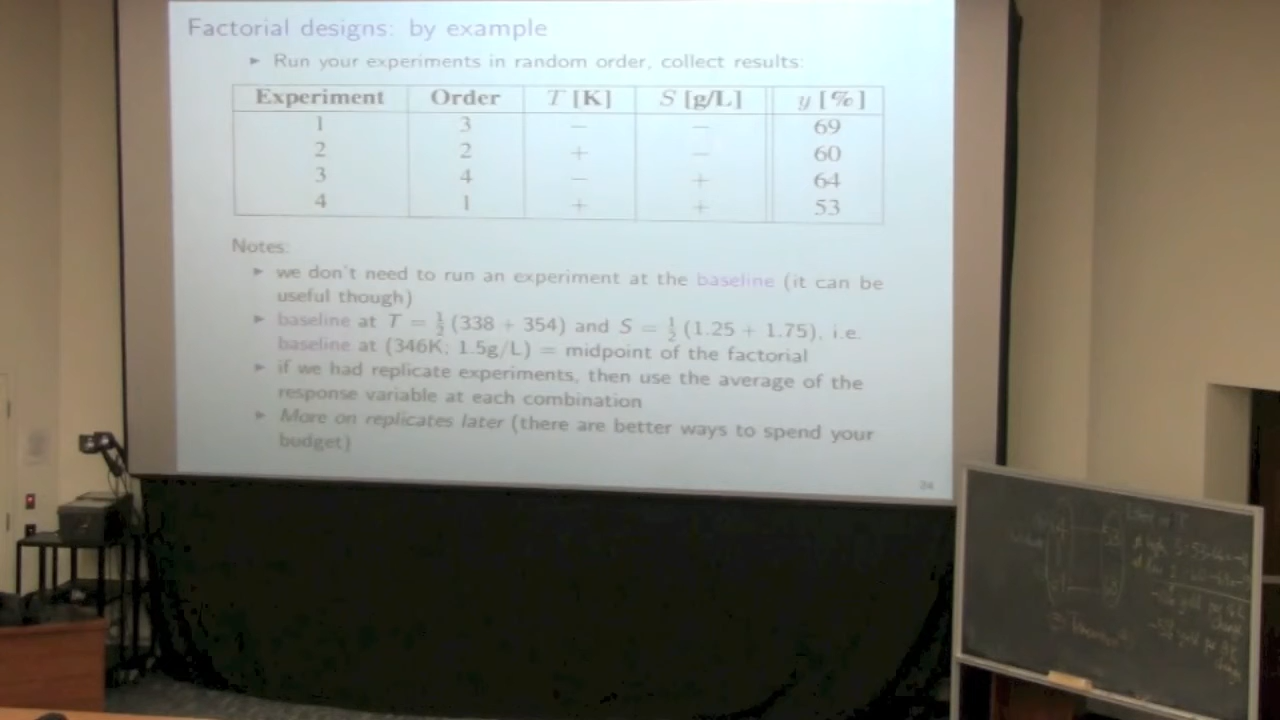 Factorial designs: by example
▶ Run your experiments in random order, collect results:
Experiment Order T [K] S [g/L] y [%]
1 3 − − 69
2 2 + − 60
3 4 − + 64
4 1 + + 53
Notes:
▶ we don't need to run an experiment at the baseline (it can be
useful though)
▶ baseline at T = ½ (338 + 354) and S = ½ (1.25 + 1.75), i.e.
baseline at (346K; 1.5g/L) = midpoint of the factorial
▶ if we had replicate experiments, then use the average of the
response variable at each combination
▶ More on replicates later (there are better ways to spend your
budget)
34